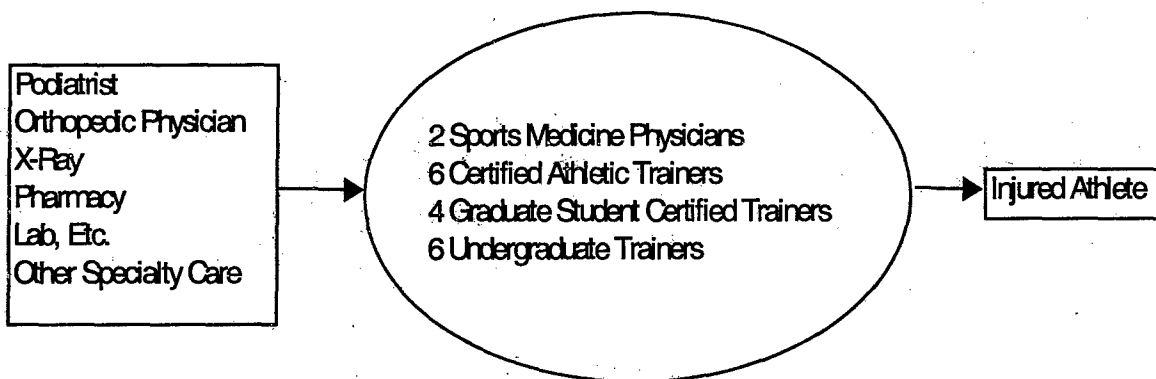 Podiatrist
Orthopedic Physician
X-Ray
Pharmacy
Lab, Etc.
Other Specialty Care
2 Sports Medicine Physicians
6 Certified Athletic Trainers
4 Graduate Student Certified Trainers
6 Undergraduate Trainers
Injured Athlete